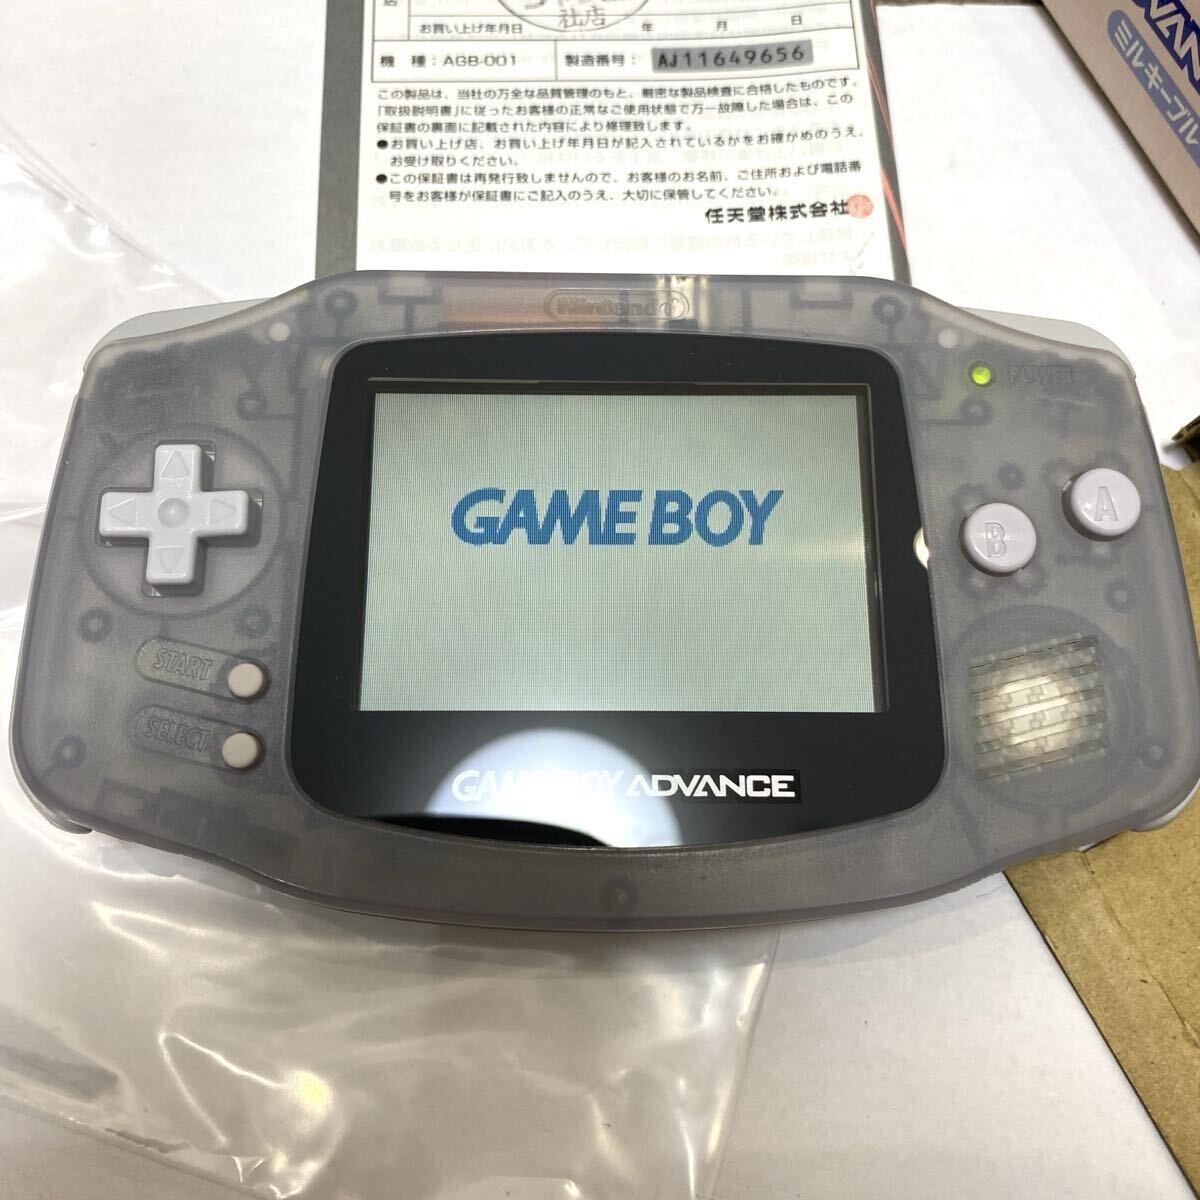 店
社店
お買い上げ年月日 年 月 日
機 種：AGB-001 製造番号：AJ11649656
この製品は、当社の万全な品質管理のもと、厳密な製品検査に合格したものです。
「取扱説明書」に従ったお客様の正常なご使用状態で万一故障した場合は、この
保証書の裏面に記載された内容により修理致します。
●お買い上げ店、お買い上げ年月日が記入されているかをお確かめのうえ、
お受け取りください。
●この保証書は再発行致しませんので、お客様のお名前、ご住所および電話番
号をお客様が保証書にご記入のうえ、大切に保管してください。
任天堂株式会社
ミルキーブル
Nintendo
POWER
GAME BOY
A
B
START
SELECT
GAME BOY ADVANCE